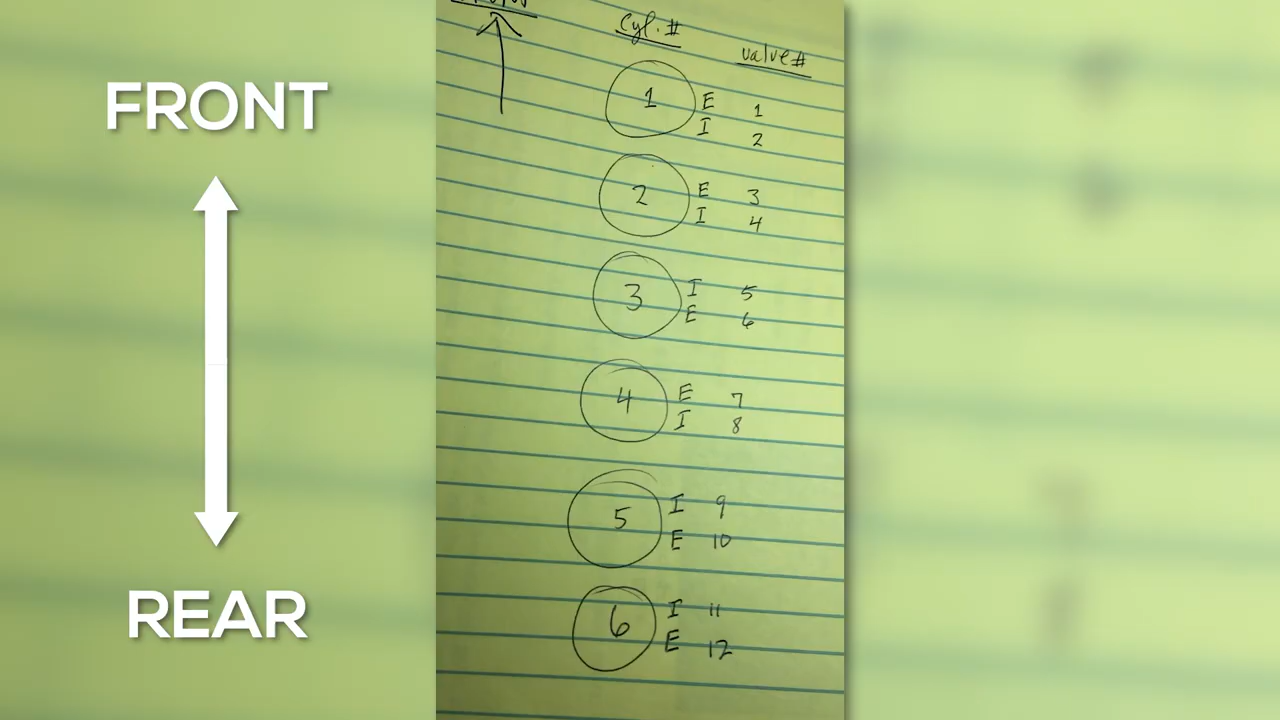 FRONT
REAR
Cyl. #
valve #
1 E 1
I 2
2 E 3
I 4
3 I 5
E 6
4 E 7
I 8
5 I 9
E 10
6 I 11
E 12